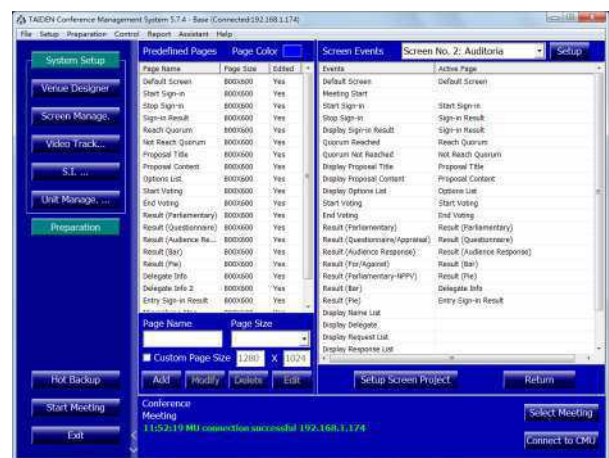 TAIDEN Conference Management System 5.7.4 - Base (Connected:192.168.1.174)
File Setup Preparation Control Report Assistant Help
System Setup
Venue Designer
Screen Manage.
Video Track...
S.I. ...
Unit Manage. ...
Preparation
Hot Backup
Start Meeting
Exit
Predefined Pages Page Color
Page Name Page Size Edited
Default Screen 800X600 Yes
Start Sign-in 800X600 Yes
Stop Sign-in 800X600 Yes
Sign-in Result 800X600 Yes
Reach Quorum 800X600 Yes
Not Reach Quorum 800X600 Yes
Proposal Title 800X600 Yes
Proposal Content 800X600 Yes
Options List 800X600 Yes
Start Voting 800X600 Yes
End Voting 800X600 Yes
Result (Parliamentary) 800X600 Yes
Result (Questionnaire) 800X600 Yes
Result (Audience Re... 800X600 Yes
Result (Bar) 800X600 Yes
Result (Pie) 800X600 Yes
Delegate Info 800X600 Yes
Delegate Info 2 800X600 Yes
Entry Sign-in Result 800X600 Yes
Page Name Page Size
Custom Page Size 1280 X 1024
Add Modify Delete Edit
Screen Events Screen No. 2: Auditoria Setup
Events Active Page
Default Screen Default Screen
Meeting Start
Start Sign-in Start Sign-in
Stop Sign-in Sign-in Result
Display Sign-in Result Sign-in Result
Quorum Reached Reach Quorum
Quorum Not Reached Not Reach Quorum
Display Proposal Title Proposal Title
Display Proposal Content Proposal Content
Display Options List Options List
Start Voting Start Voting
End Voting End Voting
Result (Parliamentary) Result (Parliamentary)
Result (Questionnaire/Appraisal) Result (Questionnaire)
Result (Audience Response) Result (Audience Response)
Result (For/Against) Result (Bar)
Result (Parliamentary-NPPV) Result (Pie)
Result (Bar) Delegate Info
Result (Pie) Entry Sign-in Result
Display Name List
Display Delegate
Display Request List
Display Response List
Setup Screen Project Return
Conference
Meeting
11:52:19 MU connection successful 192.168.1.174
Select Meeting
Connect to CMU